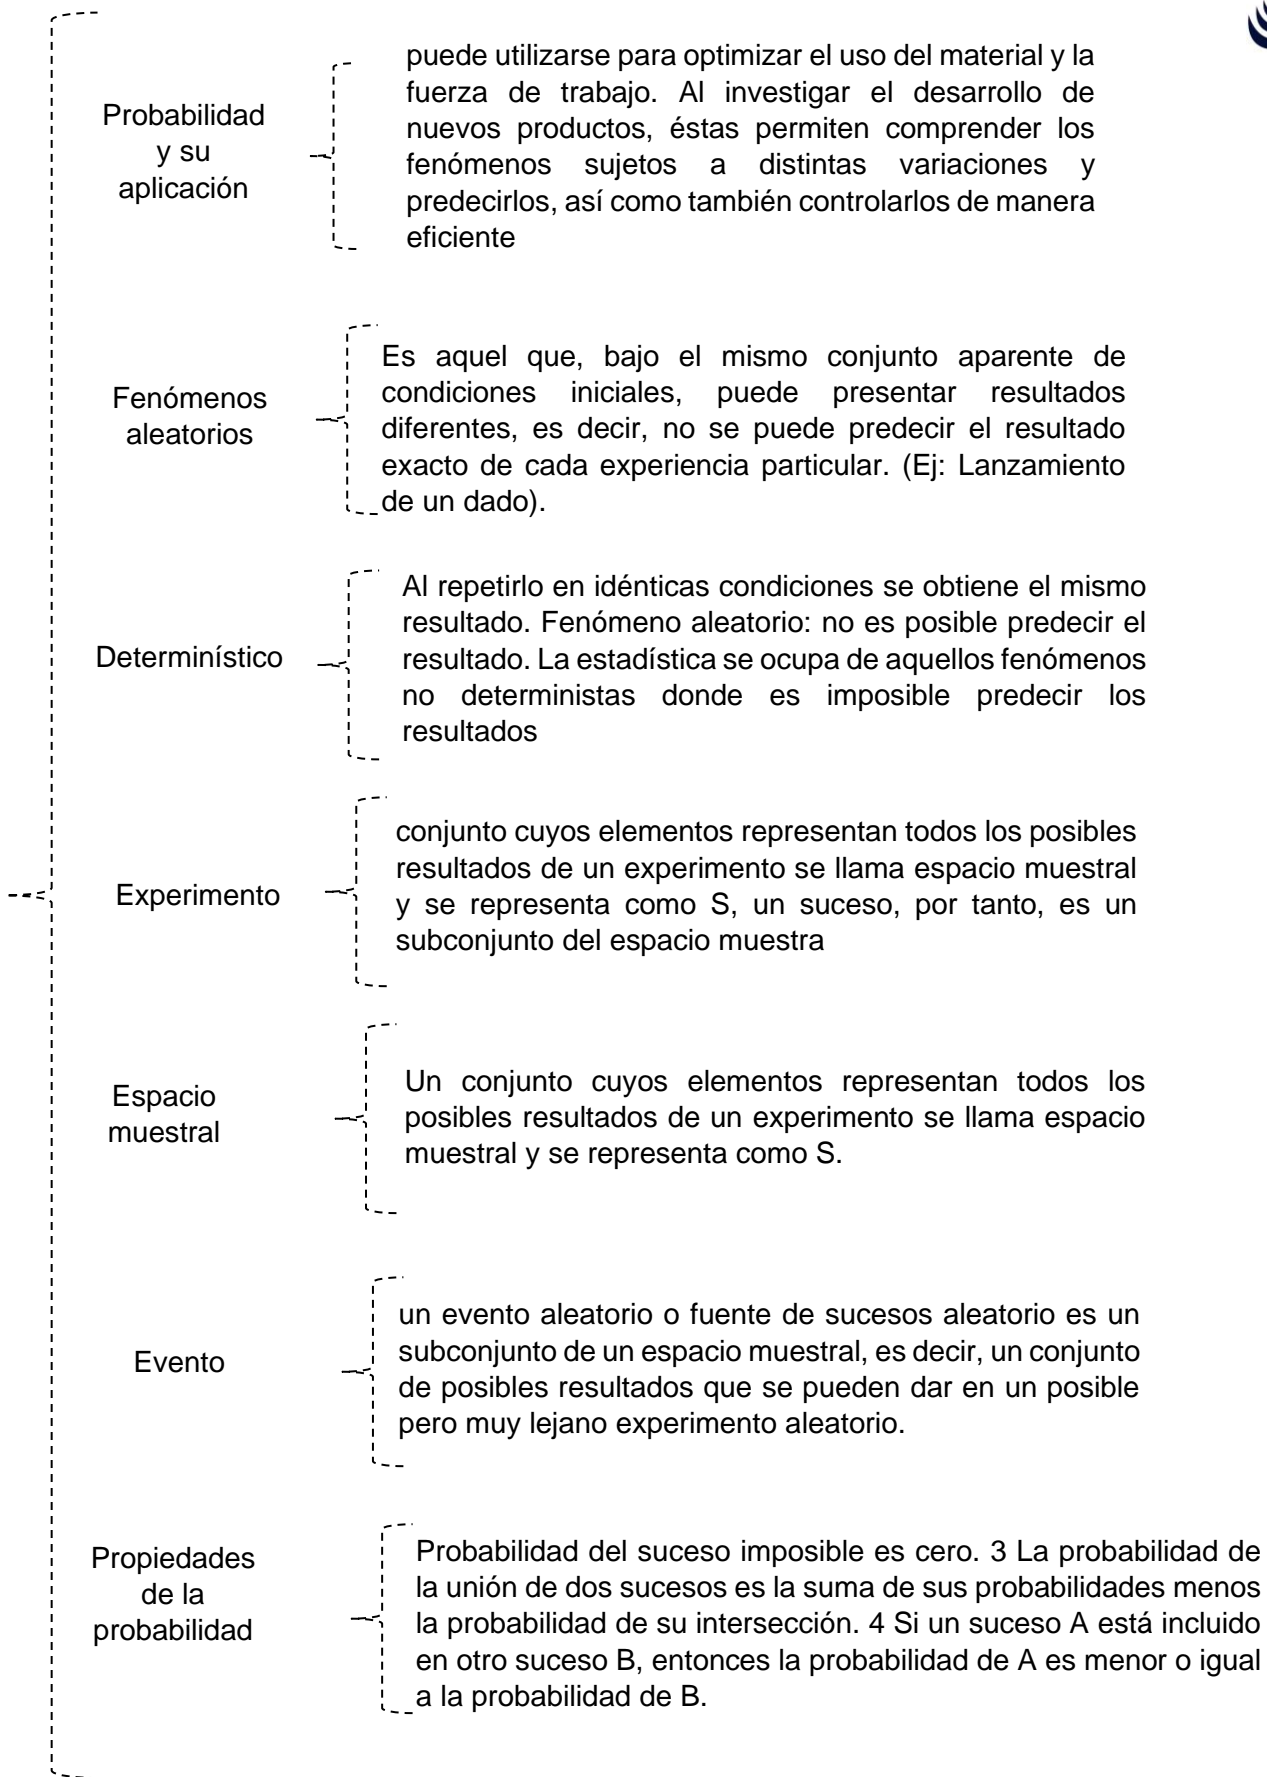 Probabilidad
y su
aplicación
puede utilizarse para optimizar el uso del material y la
fuerza de trabajo. Al investigar el desarrollo de
nuevos productos, éstas permiten comprender los
fenómenos sujetos a distintas variaciones y
predecirlos, así como también controlarlos de manera
eficiente
Fenómenos
aleatorios
Es aquel que, bajo el mismo conjunto aparente de
condiciones iniciales, puede presentar resultados
diferentes, es decir, no se puede predecir el resultado
exacto de cada experiencia particular. (Ej: Lanzamiento
de un dado).
Determinístico
Al repetirlo en idénticas condiciones se obtiene el mismo
resultado. Fenómeno aleatorio: no es posible predecir el
resultado. La estadística se ocupa de aquellos fenómenos
no deterministas donde es imposible predecir los
resultados
Experimento
conjunto cuyos elementos representan todos los posibles
resultados de un experimento se llama espacio muestral
y se representa como S, un suceso, por tanto, es un
subconjunto del espacio muestra
Espacio
muestral
Un conjunto cuyos elementos representan todos los
posibles resultados de un experimento se llama espacio
muestral y se representa como S.
Evento
un evento aleatorio o fuente de sucesos aleatorio es un
subconjunto de un espacio muestral, es decir, un conjunto
de posibles resultados que se pueden dar en un posible
pero muy lejano experimento aleatorio.
Propiedades
de la
probabilidad
Probabilidad del suceso imposible es cero. 3 La probabilidad de
la unión de dos sucesos es la suma de sus probabilidades menos
la probabilidad de su intersección. 4 Si un suceso A está incluido
en otro suceso B, entonces la probabilidad de A es menor o igual
a la probabilidad de B.